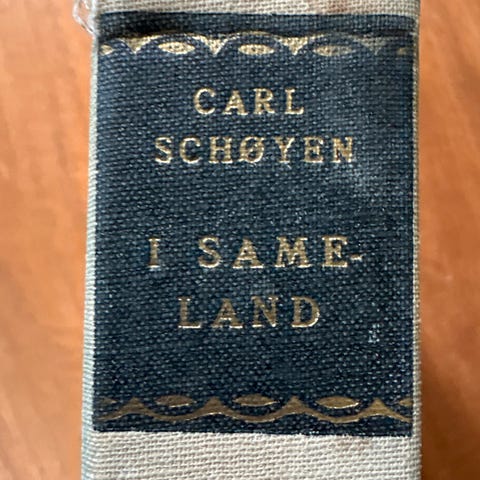 CARL
SCHØYEN
I SAME-
LAND